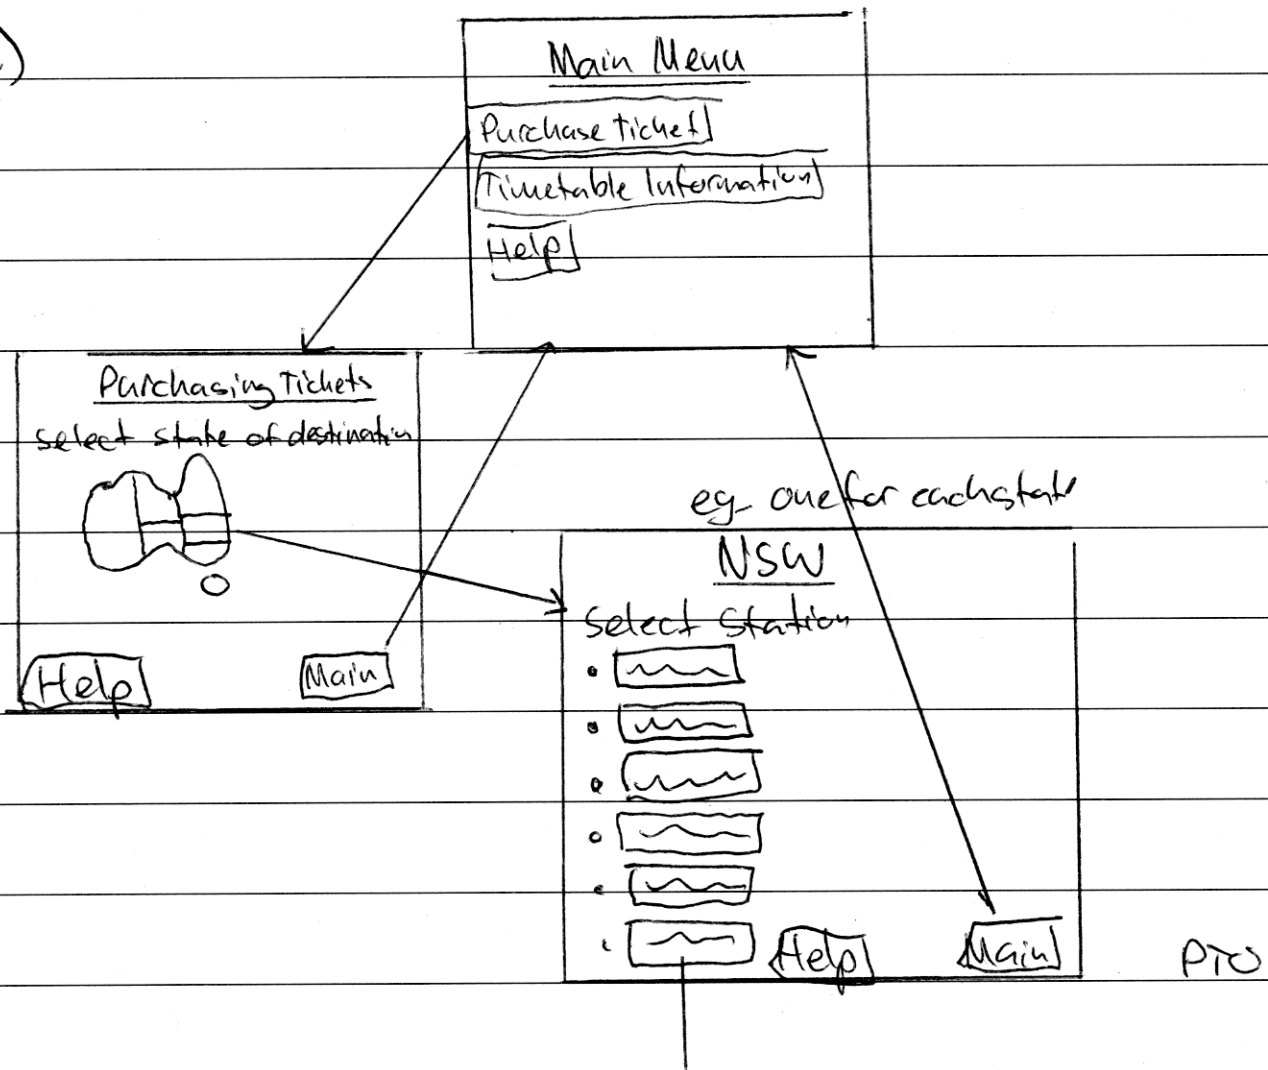 Main Menu
Purchase Ticket
Timetable Information
Help
Purchasing Tickets
select state of destination
Help
Main
eg. one for each state
NSW
Select Station
Help
Main
PTO